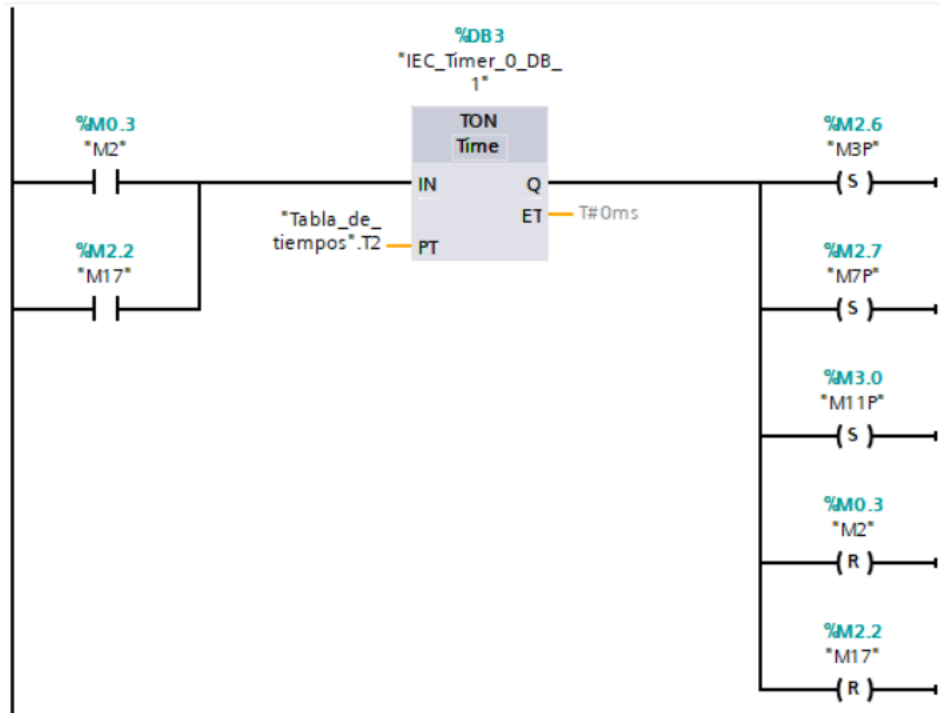 %DB3
"IEC_Timer_0_DB_
1"
TON
Time
%M0.3
"M2"
%M2.2
"M17"
IN
Q
"Tabla_de_
tiempos".T2
PT
ET
T#0ms
%M2.6
"M3P"
( S )
%M2.7
"M7P"
( S )
%M3.0
"M11P"
( S )
%M0.3
"M2"
( R )
%M2.2
"M17"
( R )